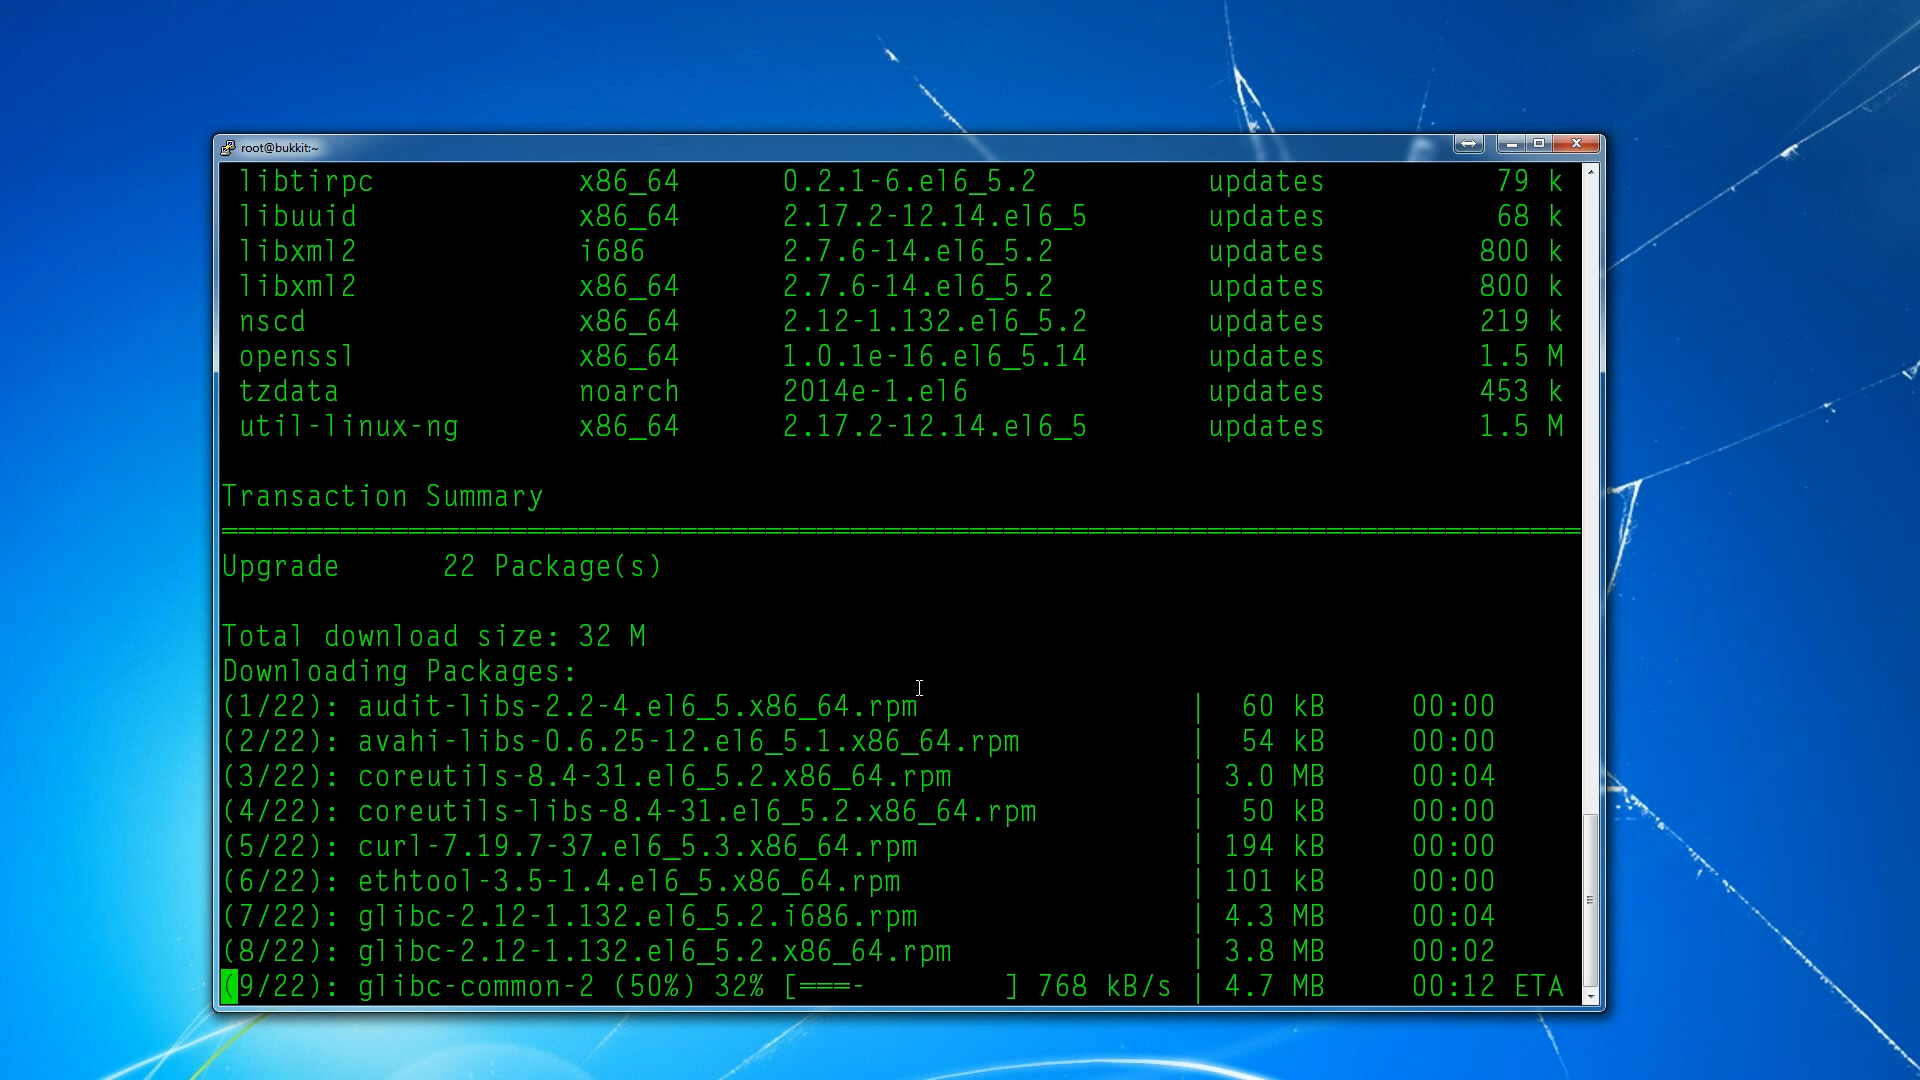 root@bukkit:~
libtirpc x86_64 0.2.1-6.el6_5.2 updates 79 k
libuuid x86_64 2.17.2-12.14.el6_5 updates 68 k
libxml2 i686 2.7.6-14.el6_5.2 updates 800 k
libxml2 x86_64 2.7.6-14.el6_5.2 updates 800 k
nscd x86_64 2.12-1.132.el6_5.2 updates 219 k
openssl x86_64 1.0.1e-16.el6_5.14 updates 1.5 M
tzdata noarch 2014e-1.el6 updates 453 k
util-linux-ng x86_64 2.17.2-12.14.el6_5 updates 1.5 M
Transaction Summary
================================================================================
Upgrade 22 Package(s)
Total download size: 32 M
Downloading Packages:
(1/22): audit-libs-2.2-4.el6_5.x86_64.rpm | 60 kB 00:00
(2/22): avahi-libs-0.6.25-12.el6_5.1.x86_64.rpm | 54 kB 00:00
(3/22): coreutils-8.4-31.el6_5.2.x86_64.rpm | 3.0 MB 00:04
(4/22): coreutils-libs-8.4-31.el6_5.2.x86_64.rpm | 50 kB 00:00
(5/22): curl-7.19.7-37.el6_5.3.x86_64.rpm | 194 kB 00:00
(6/22): ethtool-3.5-1.4.el6_5.x86_64.rpm | 101 kB 00:00
(7/22): glibc-2.12-1.132.el6_5.2.i686.rpm | 4.3 MB 00:04
(8/22): glibc-2.12-1.132.el6_5.2.x86_64.rpm | 3.8 MB 00:02
(9/22): glibc-common-2 (50%) 32% [===- ] 768 kB/s | 4.7 MB 00:12 ETA